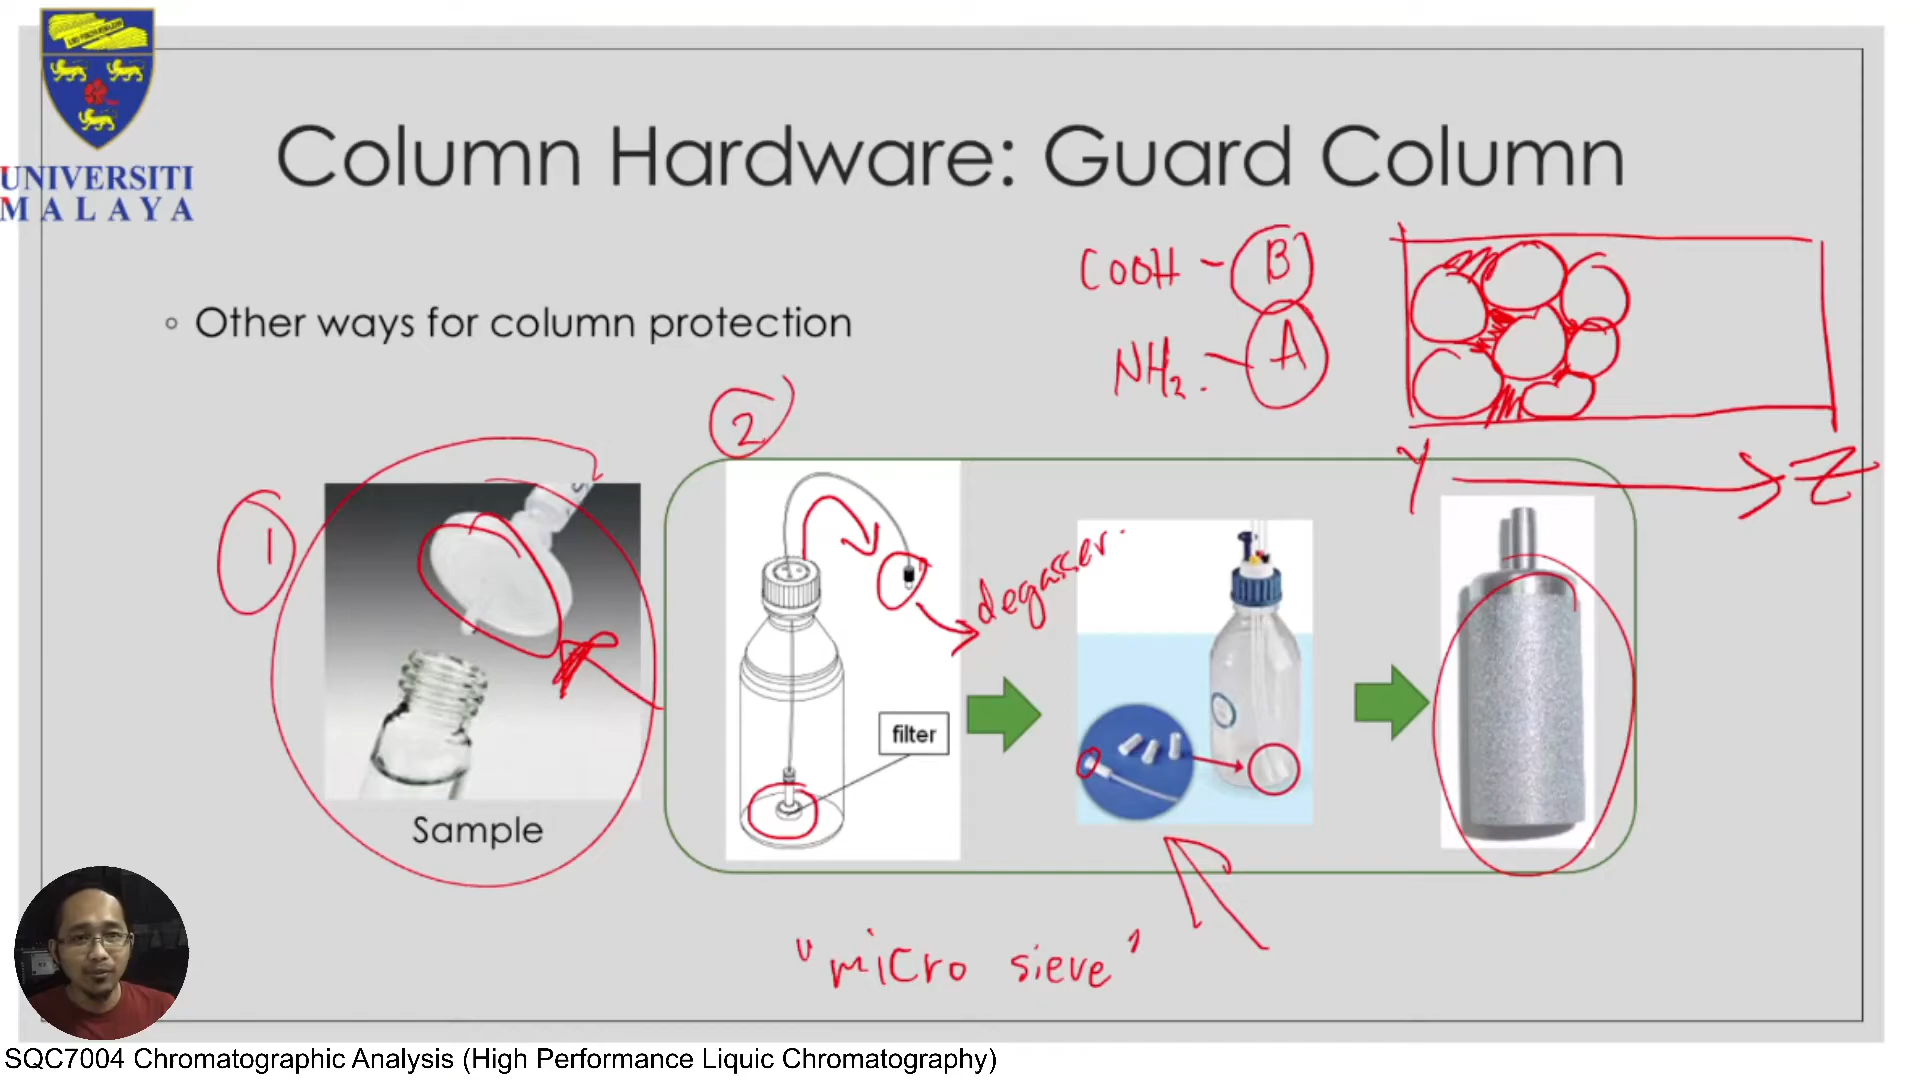 UNIVERSITI
MALAYA
Column Hardware: Guard Column
COOH - B
NH2. - A
Other ways for column protection
2
1
Y → Z
degasser.
filter
Sample
"micro sieve"
SQC7004 Chromatographic Analysis (High Performance Liquic Chromatography)